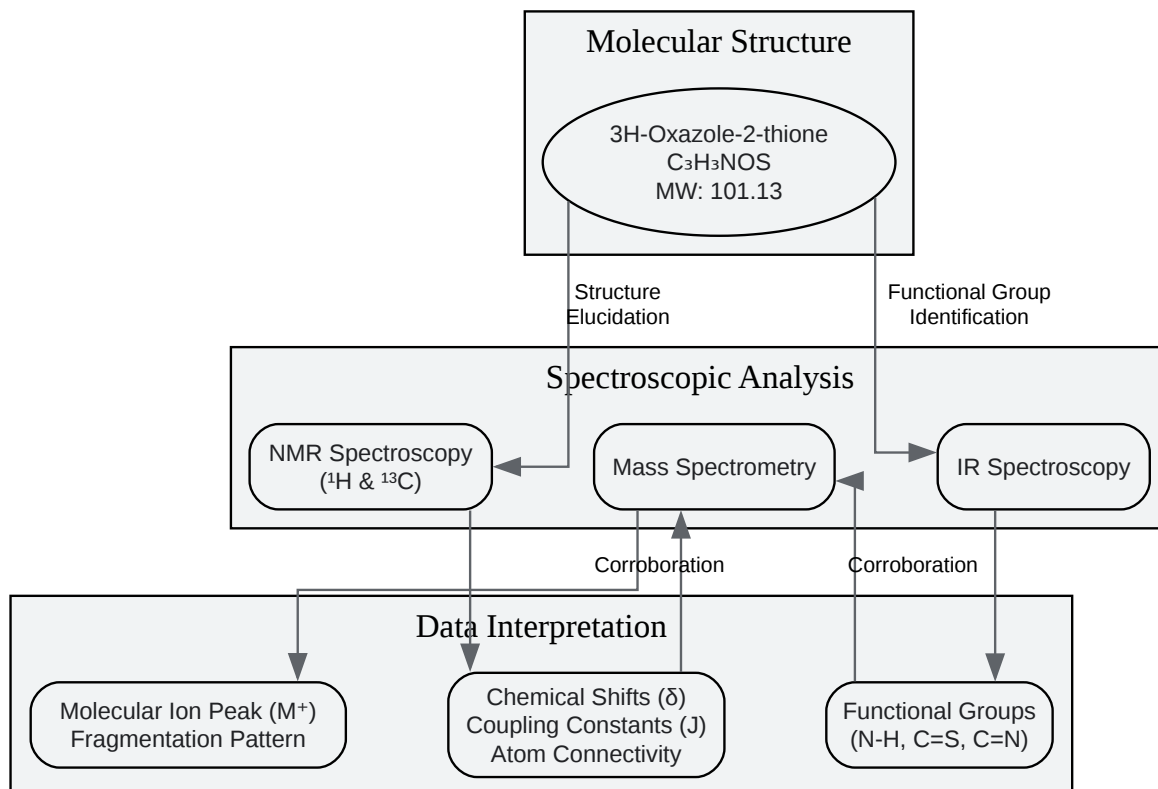 Molecular Structure
3H-Oxazole-2-thione
C₃H₃NOS
MW: 101.13
Structure
Elucidation
Functional Group
Identification
Spectroscopic Analysis
NMR Spectroscopy
(¹H & ¹³C)
Mass Spectrometry
IR Spectroscopy
Corroboration
Corroboration
Data Interpretation
Molecular Ion Peak (M⁺)
Fragmentation Pattern
Chemical Shifts (δ)
Coupling Constants (J)
Atom Connectivity
Functional Groups
(N-H, C=S, C=N)